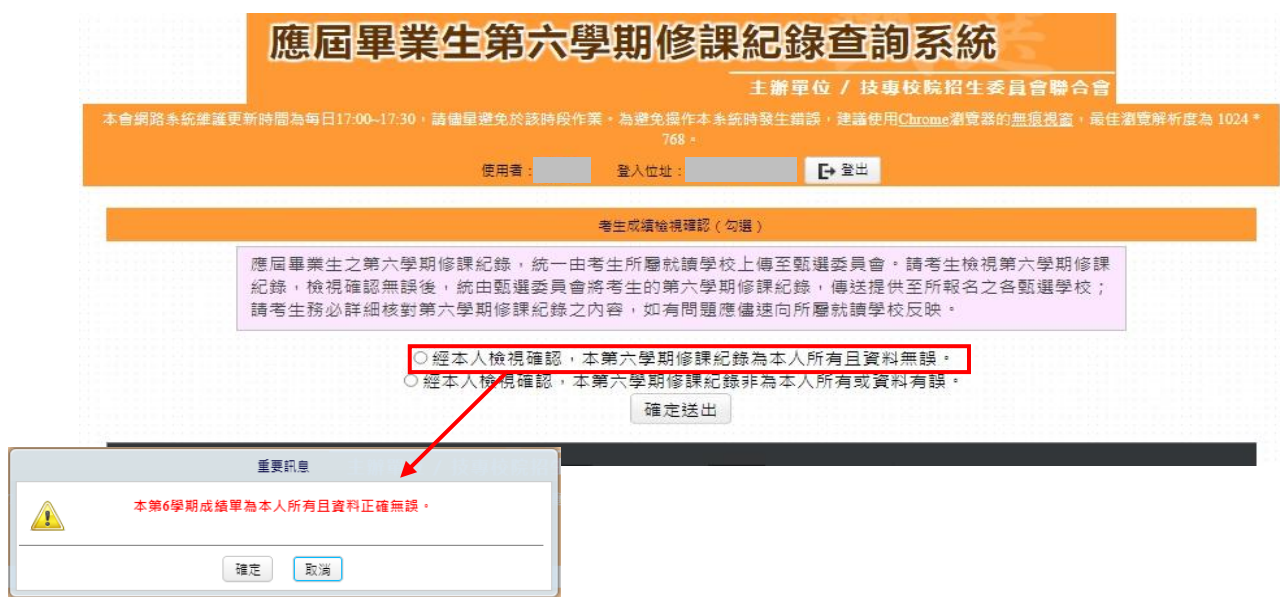 應屆畢業生第六學期修課紀錄查詢系統
主辦單位 / 技專校院招生委員會聯合會
本會網路系統維護更新時間為每日17:00~17:30，請儘量避免於該時段作業。為避免操作本系統時發生錯誤，建議使用Chrome瀏覽器的無痕視窗，最佳瀏覽解析度為 1024 *
768。
使用者： 登入位址： 登出
考生成績檢視確認（勾選）
應屆畢業生之第六學期修課紀錄，統一由考生所屬就讀學校上傳至甄選委員會。請考生檢視第六學期修課
紀錄，檢視確認無誤後，統由甄選委員會將考生的第六學期修課紀錄，傳送提供至所報名之各甄選學校；
請考生務必詳細核對第六學期修課紀錄之內容，如有問題應儘速向所屬就讀學校反映。
經本人檢視確認，本第六學期修課紀錄為本人所有且資料無誤。
經本人檢視確認，本第六學期修課紀錄非為本人所有或資料有誤。
確定送出
重要訊息
本第6學期成績單為本人所有且資料正確無誤。
確定 取消